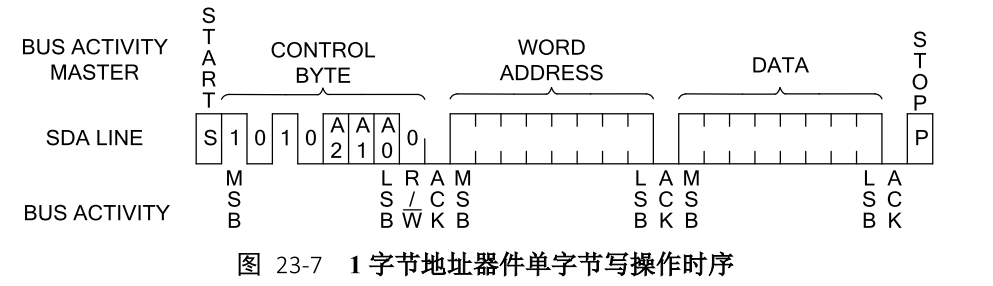 START
BUS ACTIVITY
MASTER
CONTROL
BYTE
WORD
ADDRESS
DATA
STOP
SDA LINE
S 1 0 1 0 A2 A1 A0 0 P
BUS ACTIVITY
MSB LSB R/W̅ ACK MSB LSB ACK MSB LSB ACK
图 23-7 1字节地址器件单字节写操作时序